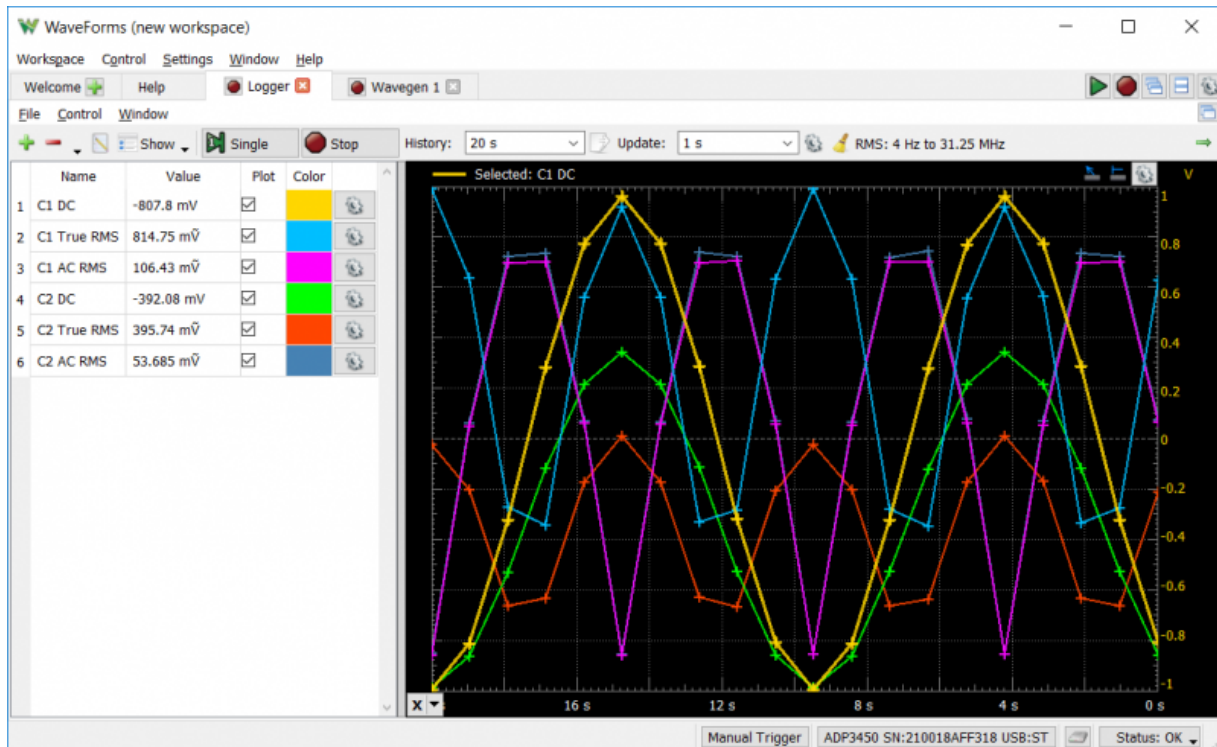 WaveForms (new workspace)
Workspace Control Settings Window Help
Welcome Help Logger Wavegen 1
File Control Window
Show Single Stop History: 20 s Update: 1 s RMS: 4 Hz to 31.25 MHz
Name Value Plot Color
1 C1 DC -807.8 mV
2 C1 True RMS 814.75 mṼ
3 C1 AC RMS 106.43 mṼ
4 C2 DC -392.08 mV
5 C2 True RMS 395.74 mṼ
6 C2 AC RMS 53.685 mṼ
Selected: C1 DC V
1
0.8
0.6
0.4
0.2
0
-0.2
-0.4
-0.6
-0.8
-1
X 16 s 12 s 8 s 4 s 0 s
Manual Trigger ADP3450 SN:210018AFF318 USB:ST Status: OK